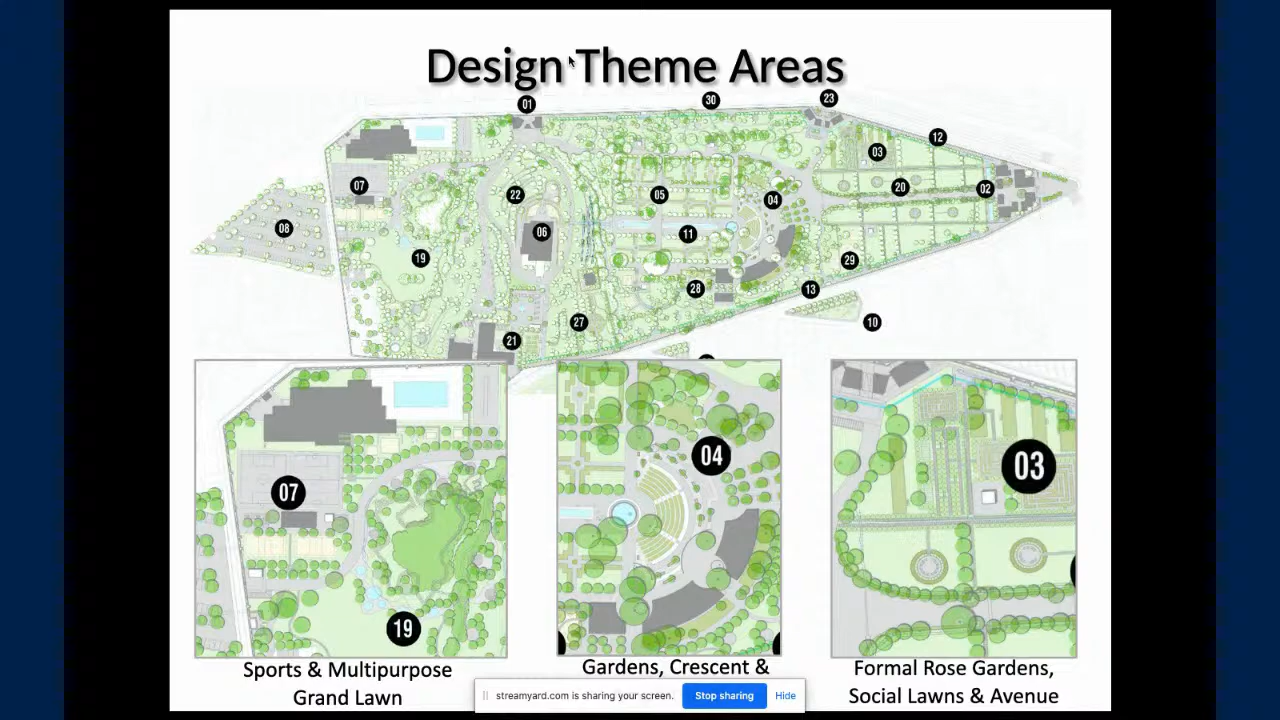 Design Theme Areas
01
30
23
12
03
07
22
05
20
02
04
08
06
11
19
29
28
13
27
10
21
07
19
04
03
Sports & Multipurpose
Grand Lawn
Gardens, Crescent &
Formal Rose Gardens,
Social Lawns & Avenue
streamyard.com is sharing your screen.
Stop sharing
Hide